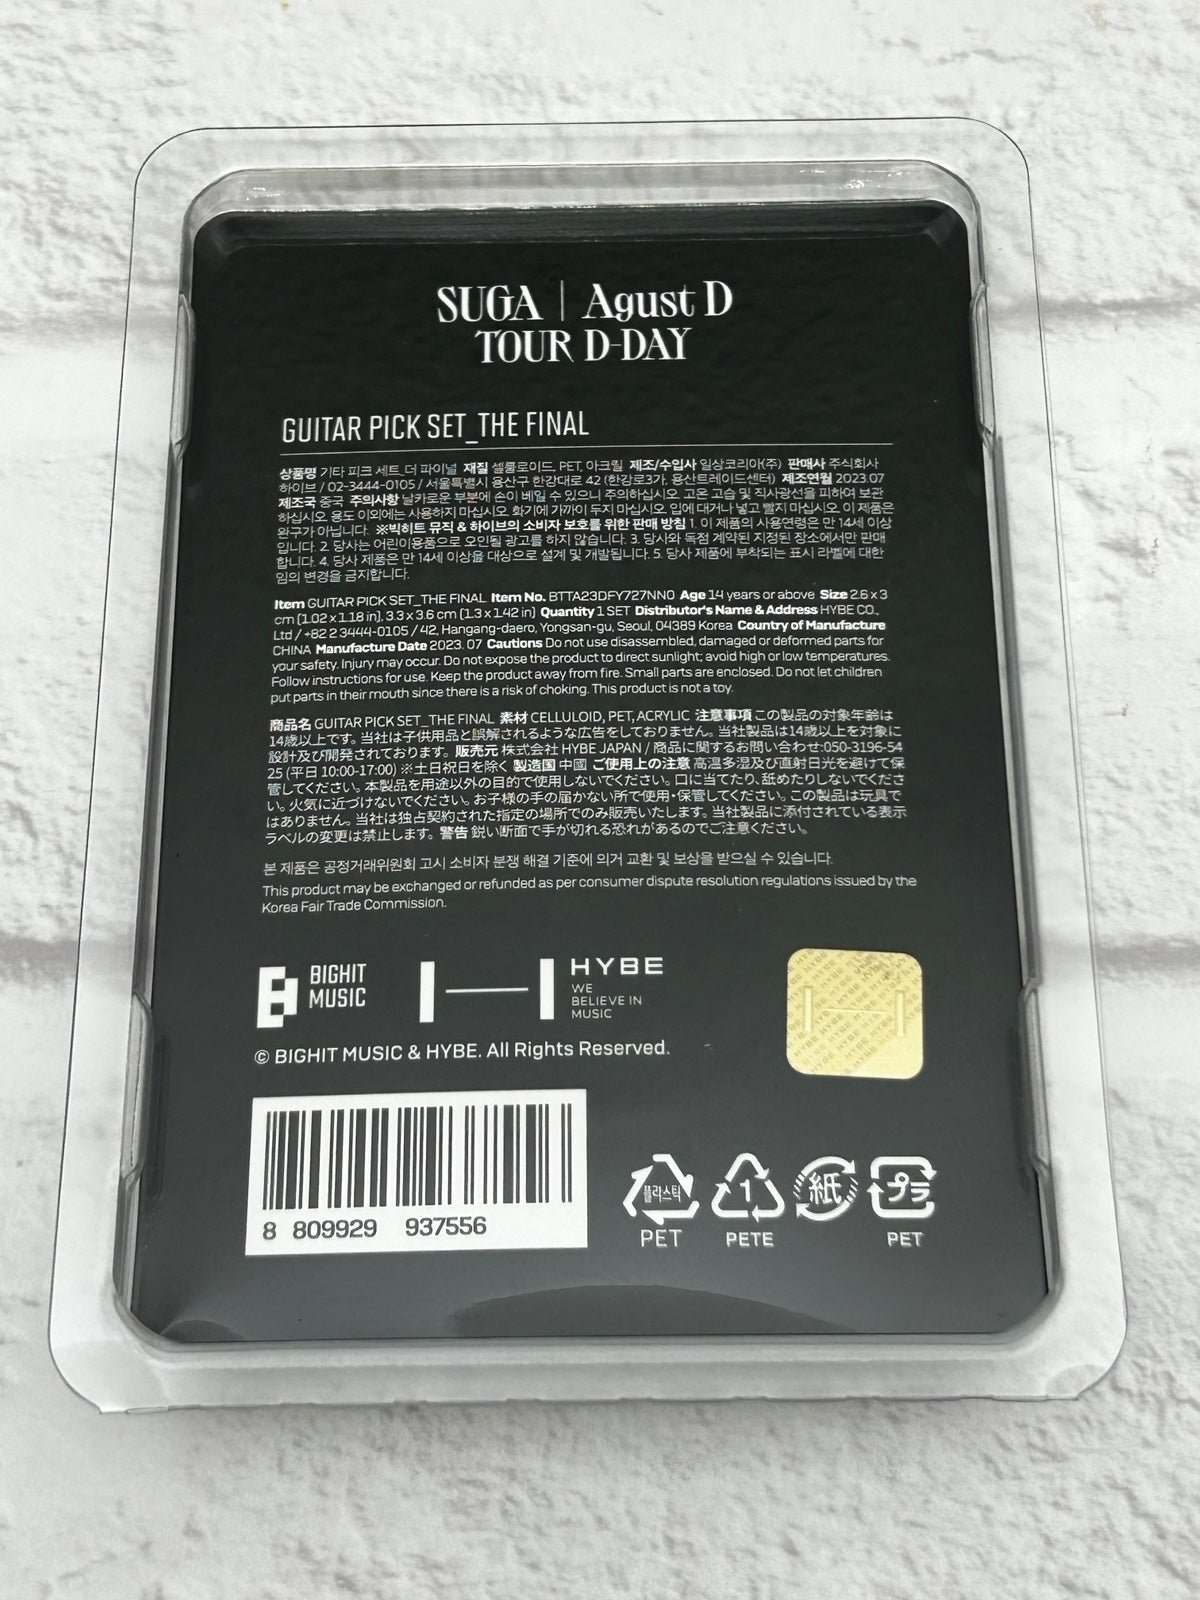 SUGA | Agust D
TOUR D-DAY
GUITAR PICK SET_THE FINAL
상품명 기타 피크 세트_더 파이널 재질 셀룰로이드, PET, 아크릴 제조/수입사 일상코리아(주) 판매사 주식회사
하이브 / 02-3444-0105 / 서울특별시 용산구 한강대로 42 (한강로3가, 용산트레이드센터) 제조연월 2023.07
제조국 중국 주의사항 날카로운 부분에 손이 베일 수 있으니 주의하십시오. 고온 고습 및 직사광선을 피하여 보관
하십시오. 용도 이외에는 사용하지 마십시오. 화기에 가까이 두지 마십시오. 입에 대거나 넣고 빨지 마십시오. 이 제품은
완구가 아닙니다. ※빅히트 뮤직 & 하이브의 소비자 보호를 위한 판매 방침 1. 이 제품의 사용연령은 만 14세 이상
입니다. 2. 당사는 어린이용품으로 오인될 광고를 하지 않습니다. 3. 당사와 독점 계약된 지정된 장소에서만 판매
합니다. 4. 당사 제품은 만 14세 이상을 대상으로 설계 및 개발됩니다. 5. 당사 제품에 부착되는 표시 라벨에 대한
임의 변경을 금지합니다.
Item GUITAR PICK SET_THE FINAL Item No. BTTA23DFY727NN0 Age 14 years or above Size 2.6 x 3
cm (1.02 x 1.18 in), 3.3 x 3.6 cm (1.3 x 1.42 in) Quantity 1 SET Distributor's Name & Address HYBE CO.,
Ltd / +82 2 3444-0105 / 42, Hangang-daero, Yongsan-gu, Seoul, 04389 Korea Country of Manufacture
CHINA Manufacture Date 2023. 07 Cautions Do not use disassembled, damaged or deformed parts for
your safety. Injury may occur. Do not expose the product to direct sunlight; avoid high or low temperatures.
Follow instructions for use. Keep the product away from fire. Small parts are enclosed. Do not let children
put parts in their mouth since there is a risk of choking. This product is not a toy.
商品名 GUITAR PICK SET_THE FINAL 素材 CELLULOID, PET, ACRYLIC 注意事項 この製品の対象年齢は
14歳以上です。当社は子供用品と誤解されるような広告をしておりません。当社製品は14歳以上を対象に
設計及び開発されております。 販売元 株式会社 HYBE JAPAN / 商品に関するお問い合わせ:050-3196-54
25 (平日 10:00-17:00) ※土日祝日を除く 製造国 中國 ご使用上の注意 高温多湿及び直射日光を避けて保
管してください。本製品を用途以外の目的で使用しないでください。口に当てたり、舐めたりしないでくださ
い。火気に近づけないでください。お子様の手の届かない所で使用・保管してください。この製品は玩具で
はありません。当社は独占契約された指定の場所でのみ販売いたします。当社製品に添付されている表示
ラベルの変更は禁止します。 警告 鋭い断面で手が切れる恐れがあるのでご注意ください。
본 제품은 공정거래위원회 고시 소비자 분쟁 해결 기준에 의거 교환 및 보상을 받으실 수 있습니다.
This product may be exchanged or refunded as per consumer dispute resolution regulations issued by the
Korea Fair Trade Commission.
BIGHIT
MUSIC
HYBE
WE
BELIEVE IN
MUSIC
© BIGHIT MUSIC & HYBE. All Rights Reserved.
8 809929 937556
플라스틱
PET
1
PETE
紙
プラ
PET